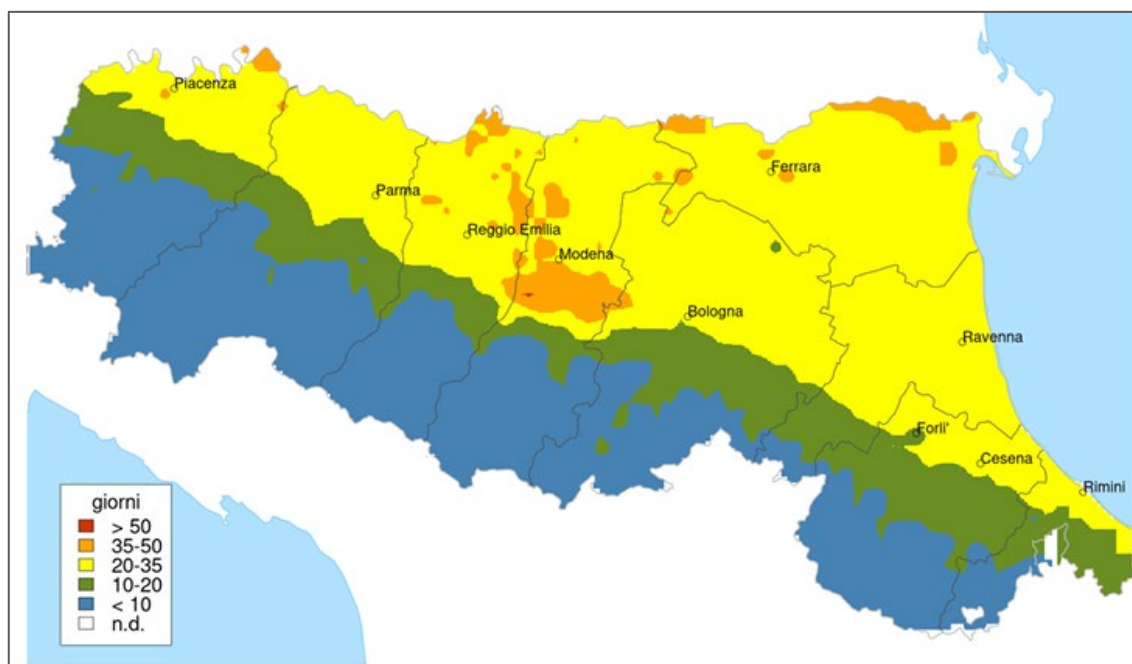 Piacenza
Parma
Reggio Emilia
Modena
Ferrara
Bologna
Ravenna
Forli'
Cesena
Rimini
giorni
> 50
35-50
20-35
10-20
< 10
n.d.